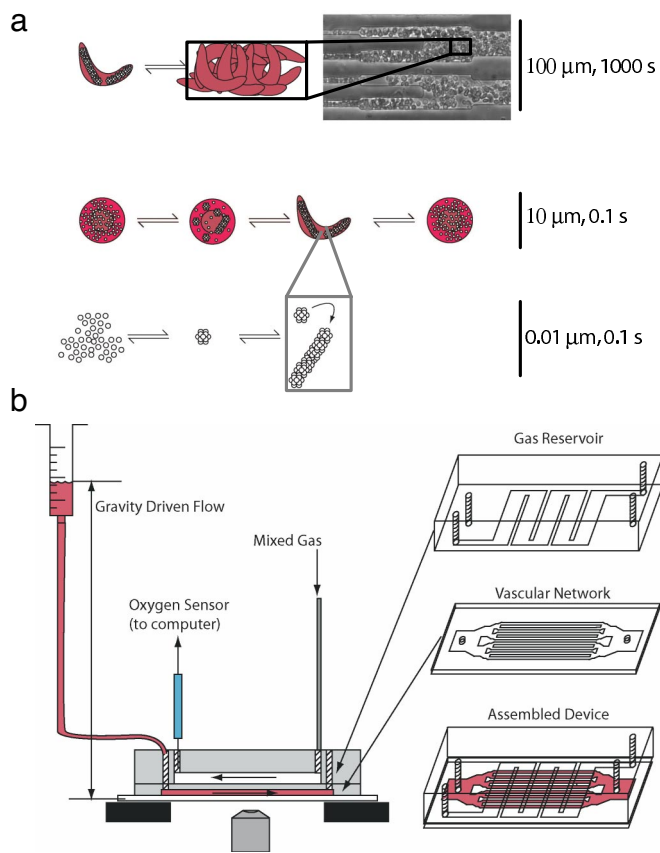 a
100 μm, 1000 s
10 μm, 0.1 s
0.01 μm, 0.1 s
b
Gas Reservoir
Gravity Driven Flow
Mixed Gas
Vascular Network
Oxygen Sensor
(to computer)
Assembled Device